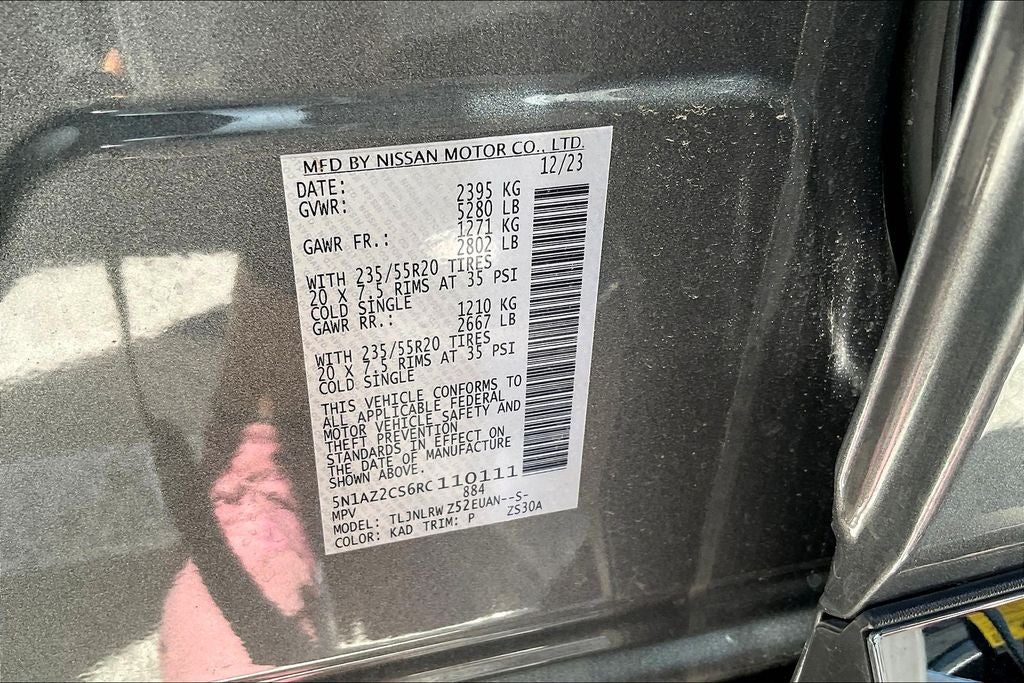 MFD BY NISSAN MOTOR CO., LTD.
DATE: 12/23
GVWR: 2395 KG
5280 LB
GAWR FR.: 1271 KG
2802 LB
WITH 235/55R20 TIRES
20 X 7.5 RIMS AT 35 PSI
COLD SINGLE
GAWR RR.: 1210 KG
2667 LB
WITH 235/55R20 TIRES
20 X 7.5 RIMS AT 35 PSI
COLD SINGLE
THIS VEHICLE CONFORMS TO
ALL APPLICABLE FEDERAL
MOTOR VEHICLE SAFETY AND
THEFT PREVENTION
STANDARDS IN EFFECT ON
THE DATE OF MANUFACTURE
SHOWN ABOVE.
5N1AZ2CS6RC110111
MPV 884
MODEL: TLJNLRW Z52EUAN--S-
COLOR: KAD TRIM: P ZS30A